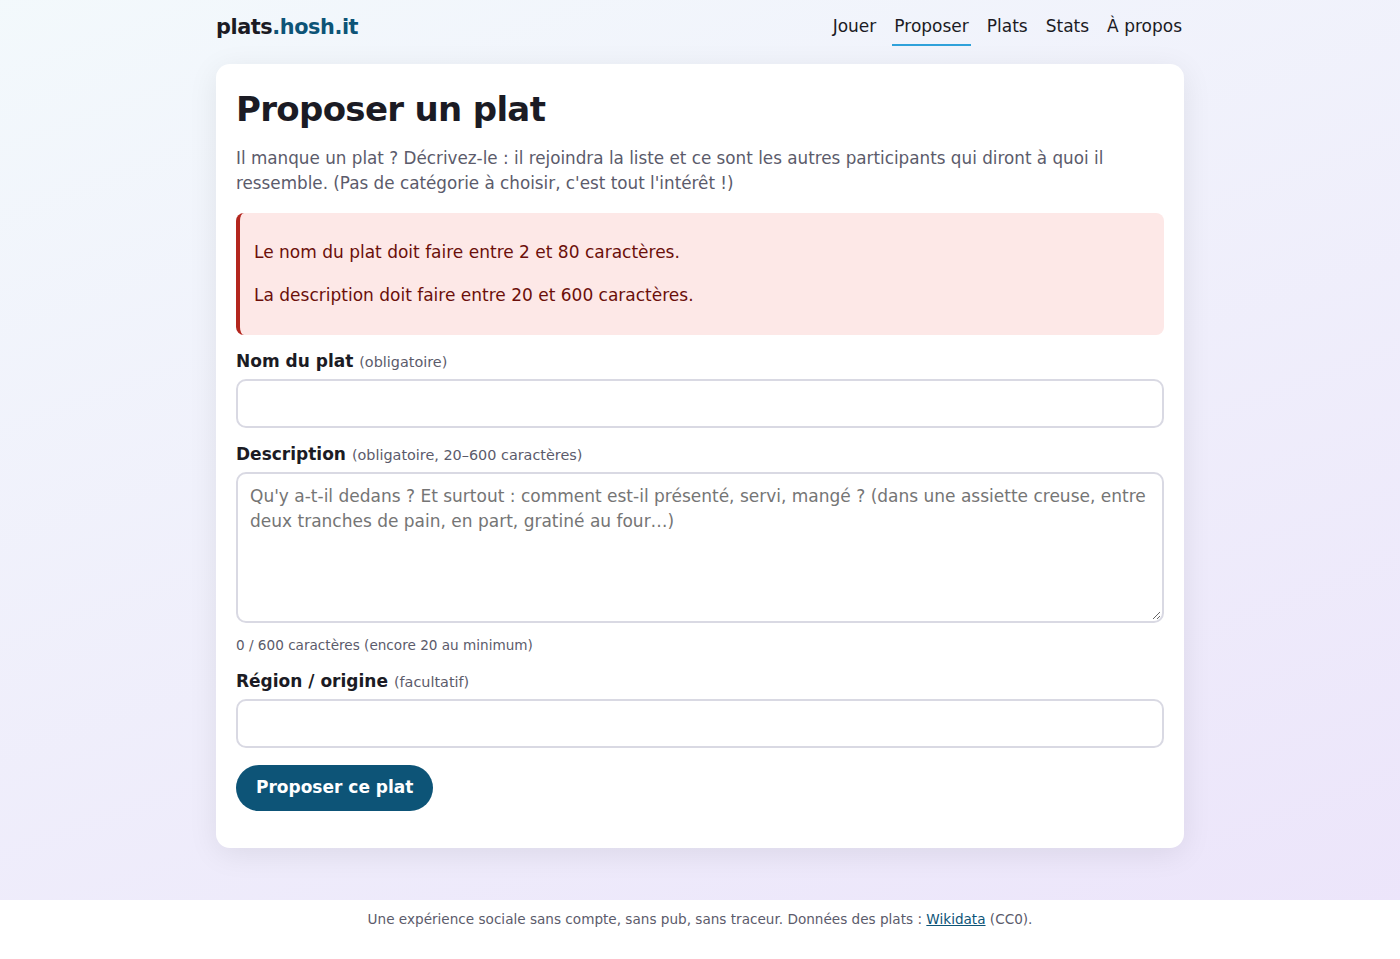 plats.hosh.it
Jouer Proposer Plats Stats À propos
Proposer un plat
Il manque un plat ? Décrivez-le : il rejoindra la liste et ce sont les autres participants qui diront à quoi il
ressemble. (Pas de catégorie à choisir, c'est tout l'intérêt !)
Le nom du plat doit faire entre 2 et 80 caractères.
La description doit faire entre 20 et 600 caractères.
Nom du plat (obligatoire)
Description (obligatoire, 20–600 caractères)
Qu'y a-t-il dedans ? Et surtout : comment est-il présenté, servi, mangé ? (dans une assiette creuse, entre
deux tranches de pain, en part, gratiné au four…)
0 / 600 caractères (encore 20 au minimum)
Région / origine (facultatif)
Proposer ce plat
Une expérience sociale sans compte, sans pub, sans traceur. Données des plats : Wikidata (CC0).